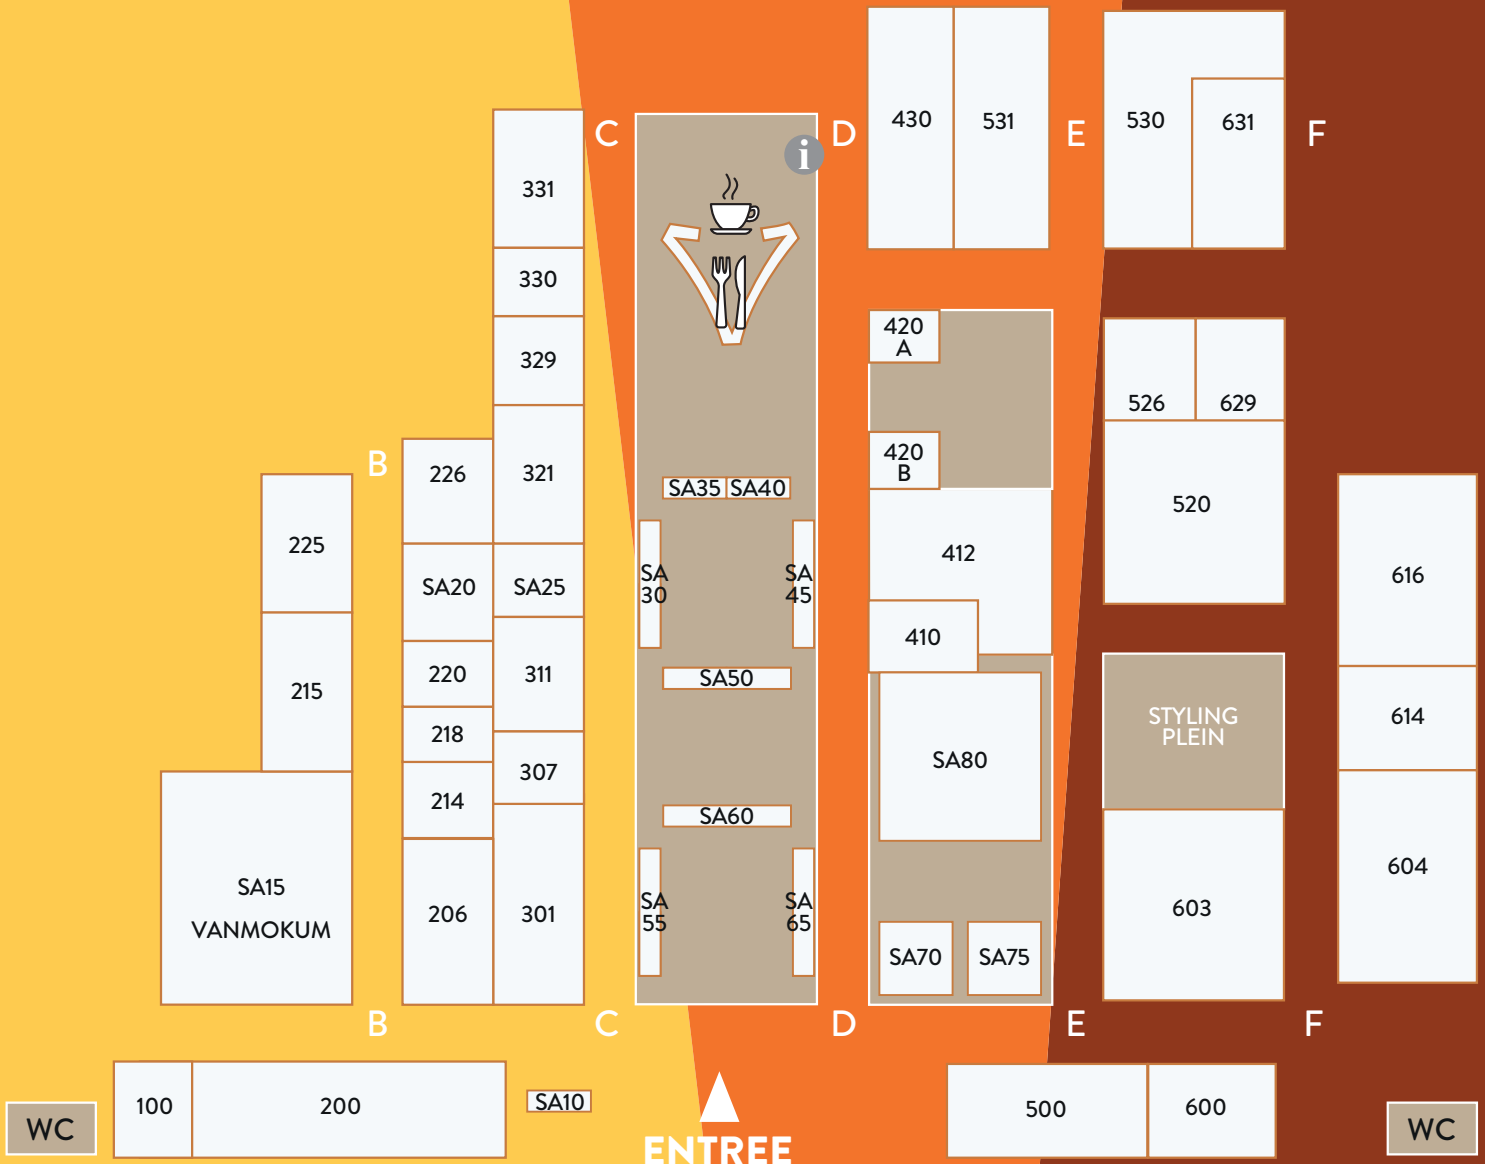 430
531
530
631
C
i
D
E
F
331
330
329
420
A
526
629
B
226
321
420
B
SA35
SA40
520
225
412
SA20
SA25
SA
30
SA
45
616
410
220
311
SA50
215
218
STYLING
PLEIN
614
307
SA80
214
SA60
604
SA15
VANMOKUM
206
301
SA
55
SA
65
603
SA70
SA75
B
C
D
E
F
100
200
SA10
500
600
WC
WC
ENTREE